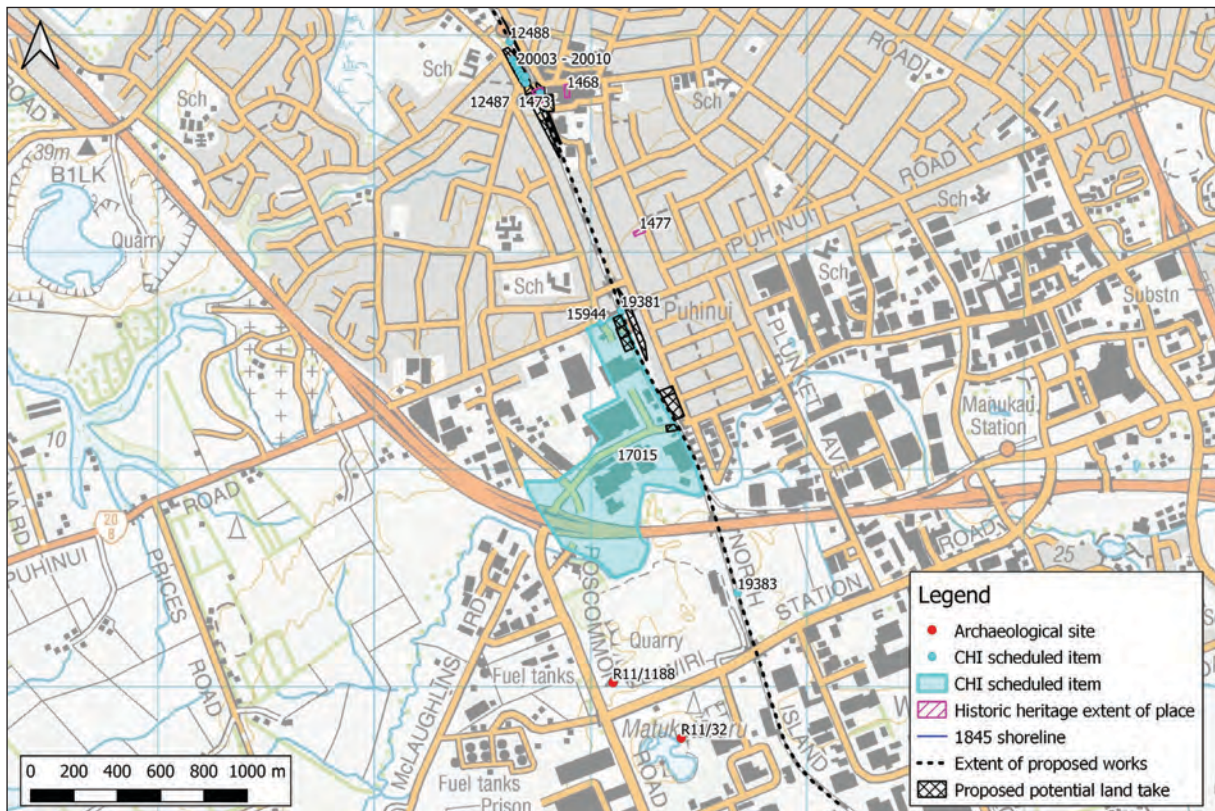 12488
20003 - 20010
1468
12487
1473
Sch
Sch
Sch
ROAD
ROAD
39m
B1LK
Quarry
1477
PUHINUI
ROAD
Sch
Sch
Sch
19381
15944
Puhinui
Substn
PLUNKET
AVE
Manukau
Station
10
17015
ROAD
20
B
PUHINUI
PRICES
ROAD
ROSCOMMON
ROAD
NORTH
ISLAND
STATION
ROAD
25
19383
RD
McLAUGHLINS
Quarry
WIRI
Fuel tanks
R11/1188
R11/32
Fuel tanks
Prison
0 200 400 600 800 1000 m
Legend
Archaeological site
CHI scheduled item
CHI scheduled item
Historic heritage extent of place
1845 shoreline
Extent of proposed works
Proposed potential land take